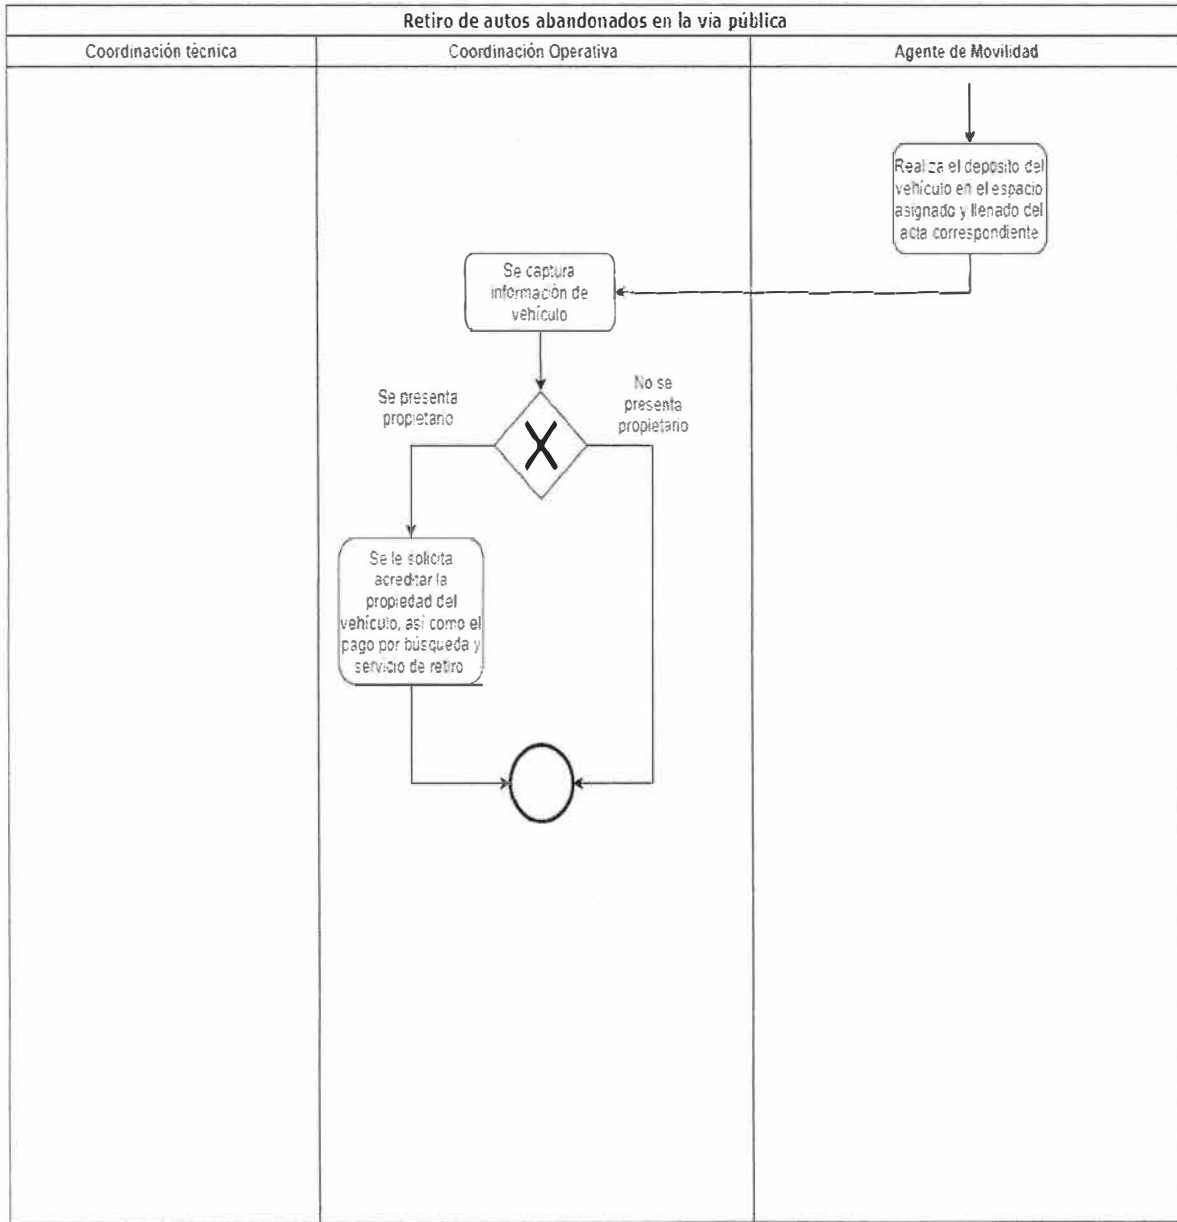 Retiro de autos abandonados en la vía pública
Coordinación técnica
Coordinación Operativa
Agente de Movilidad
Realiza el deposito del
vehículo en el espacio
asignado y llenado del
acta correspondiente
Se captura
información de
vehículo
Se presenta
propietario
No se
presenta
propietario
X
Se le solicita
acreditar la
propiedad del
vehículo, así como el
pago por búsqueda y
servicio de retiro